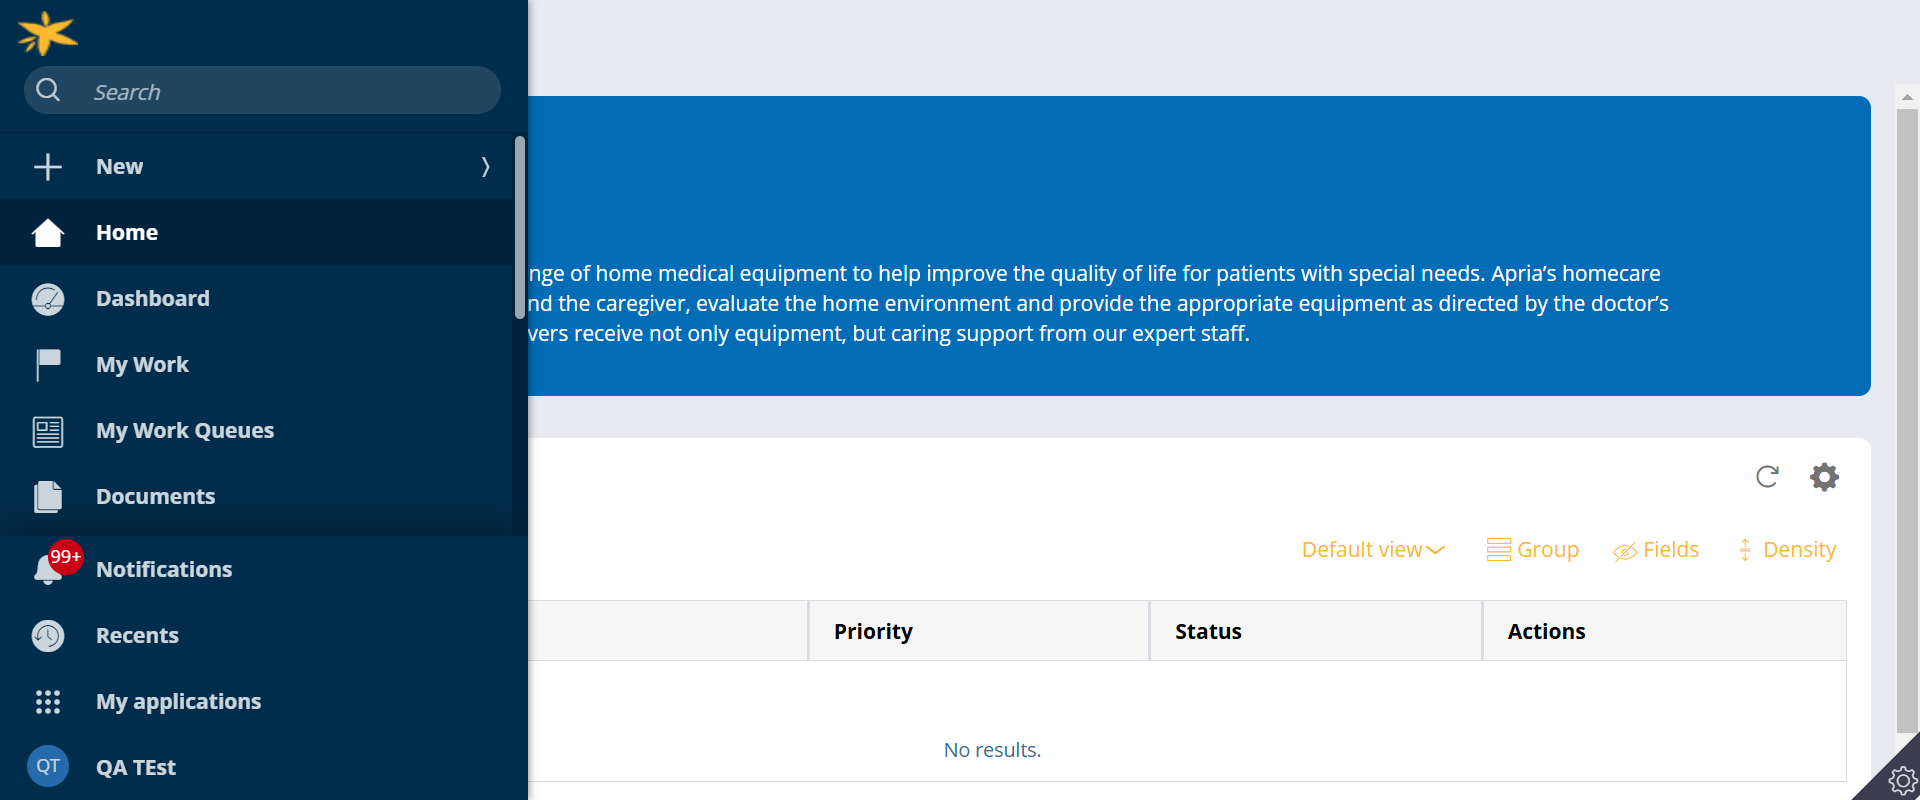 Search
New
Home
Dashboard
My Work
My Work Queues
Documents
99+
Notifications
Recents
My applications
QT
QA TEst
nge of home medical equipment to help improve the quality of life for patients with special needs. Apria’s homecare
nd the caregiver, evaluate the home environment and provide the appropriate equipment as directed by the doctor’s
vers receive not only equipment, but caring support from our expert staff.
Default view
Group
Fields
Density
Priority
Status
Actions
No results.